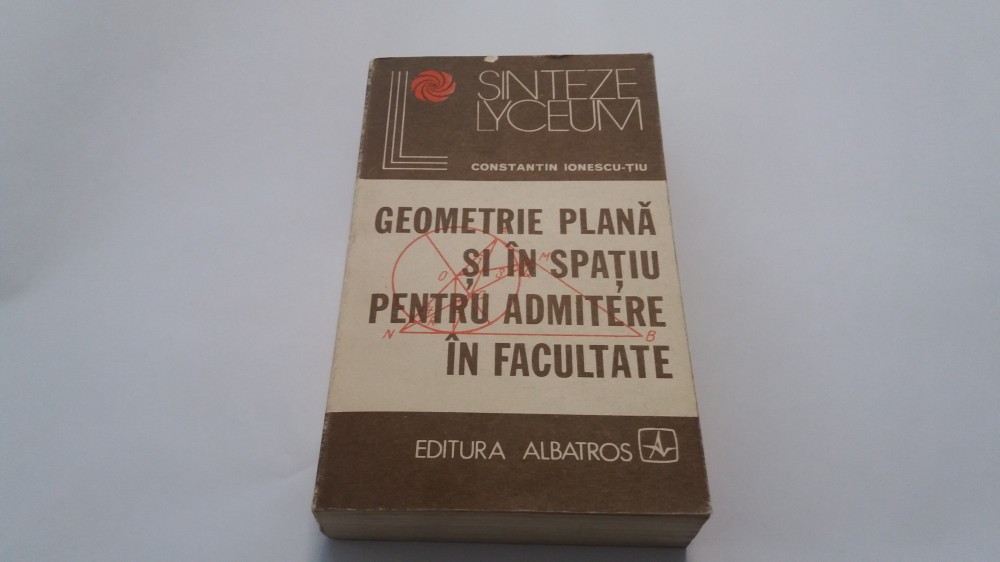 SINTEZE
LYCEUM
CONSTANTIN IONESCU-ȚIU
GEOMETRIE PLANĂ
ȘI ÎN SPAȚIU
PENTRU ADMITERE
ÎN FACULTATE
O
M
N
B
EDITURA ALBATROS